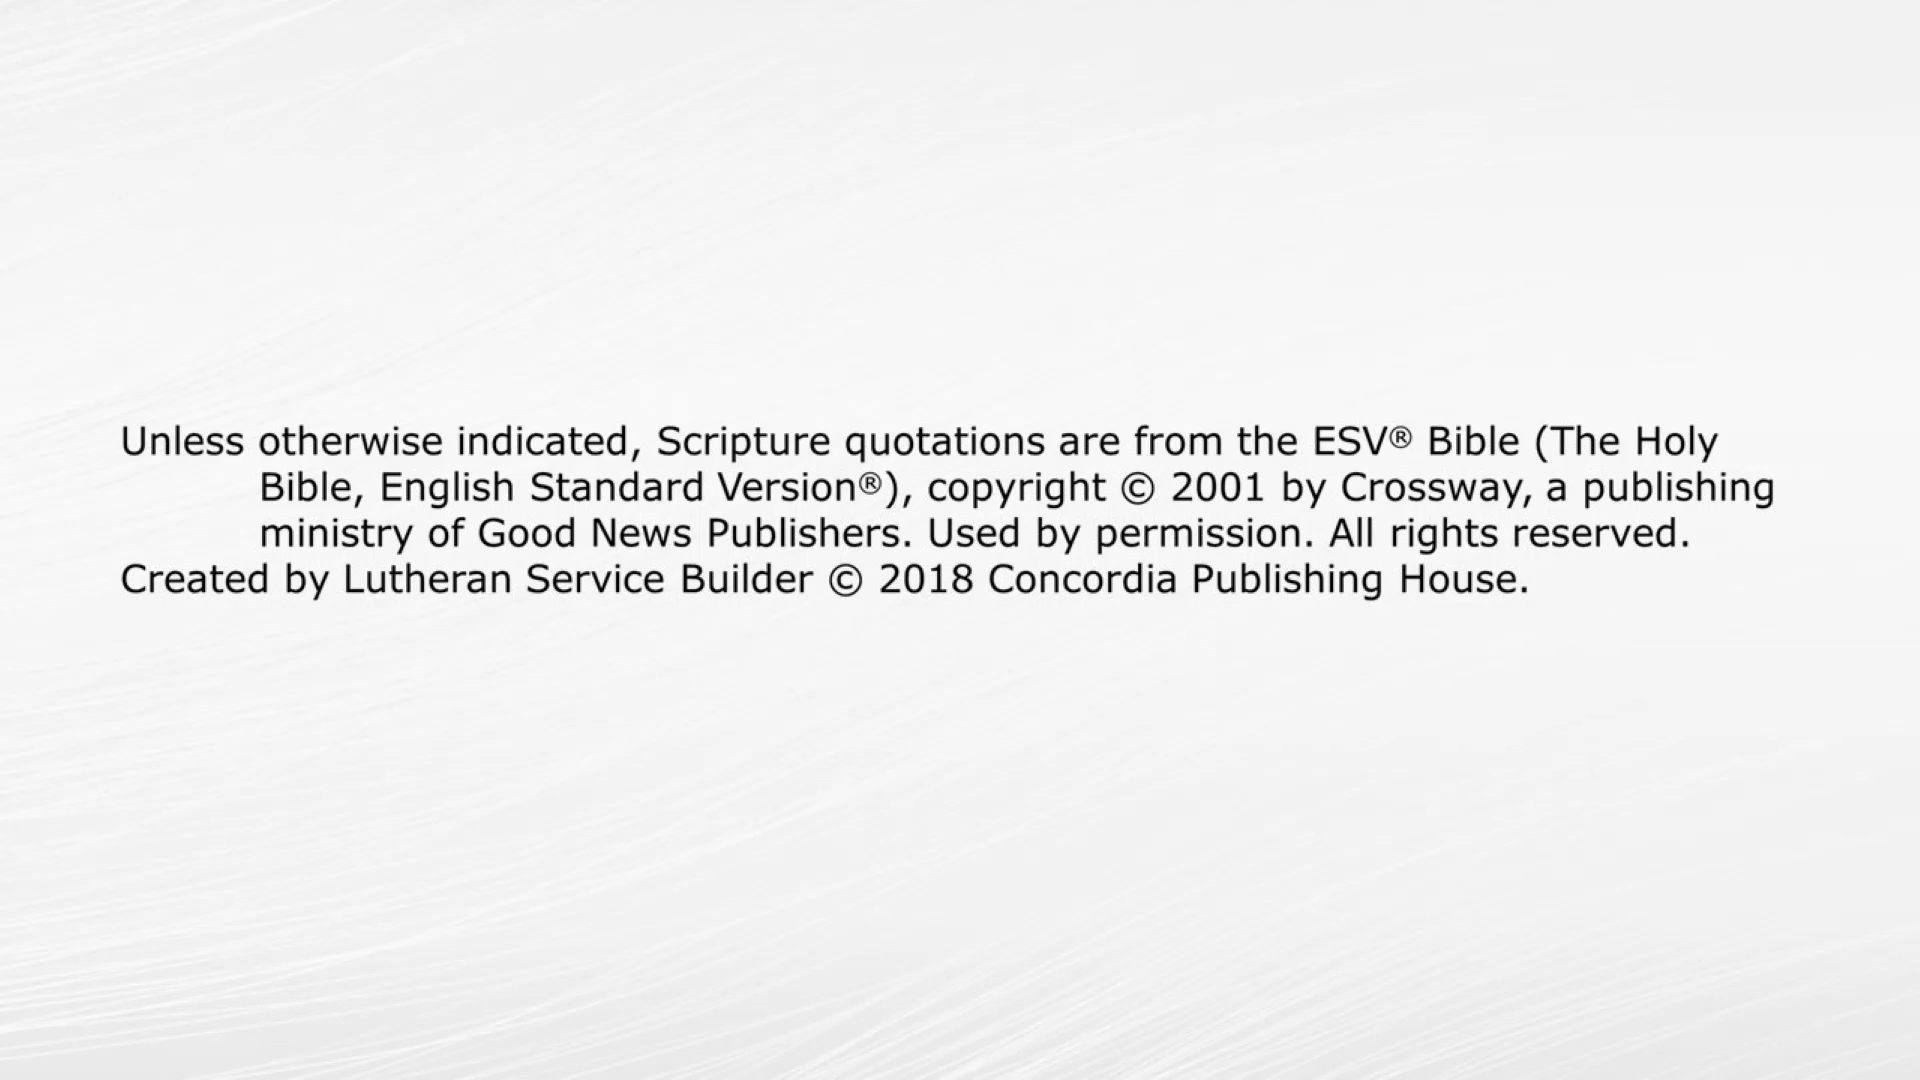 Unless otherwise indicated, Scripture quotations are from the ESV® Bible (The Holy
Bible, English Standard Version®), copyright © 2001 by Crossway, a publishing
ministry of Good News Publishers. Used by permission. All rights reserved.
Created by Lutheran Service Builder © 2018 Concordia Publishing House.